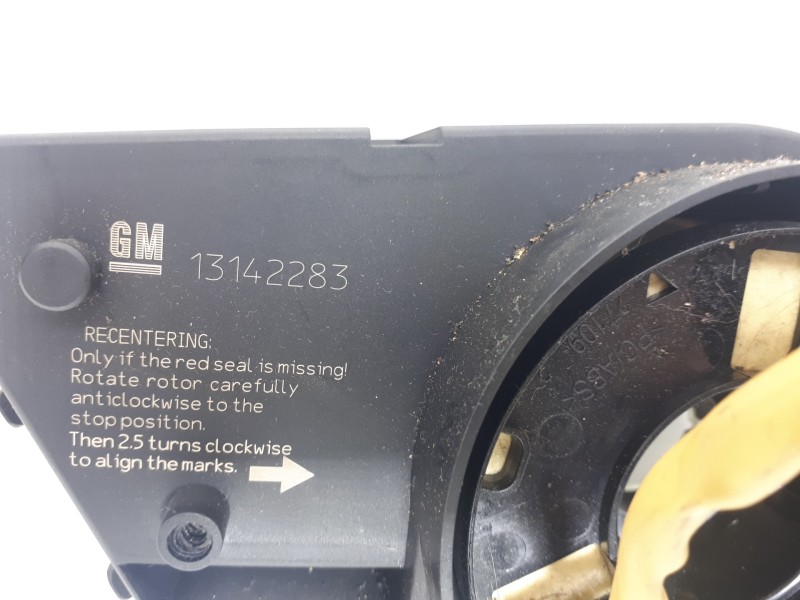 GM
13142283
RECENTERING:
Only if the red seal is missing!
Rotate rotor carefully
anticlockwise to the
stop position.
Then 2.5 turns clockwise
to align the marks.